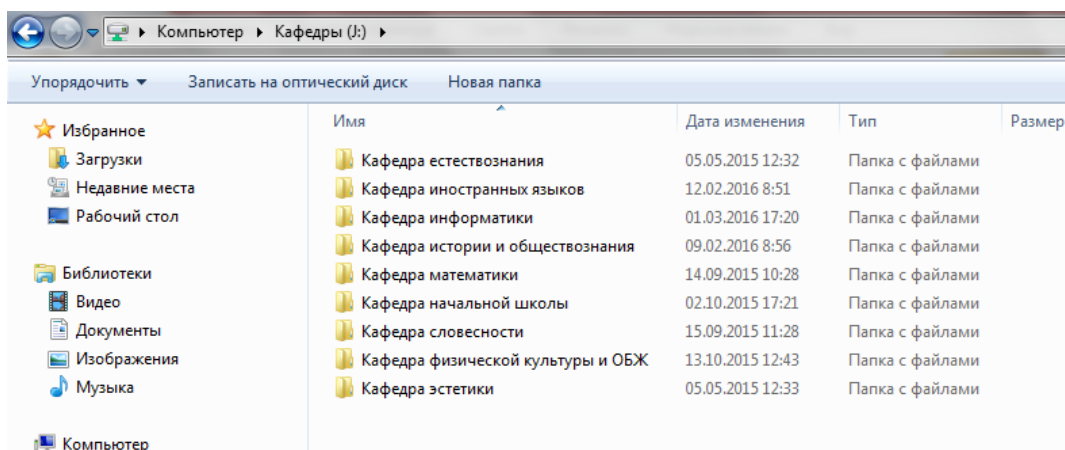 Компьютер ▸ Кафедры (J:) ▸
Упорядочить ▼ Записать на оптический диск Новая папка
Избранное
Загрузки
Недавние места
Рабочий стол
Библиотеки
Видео
Документы
Изображения
Музыка
Компьютер
Имя Дата изменения Тип Размер
Кафедра естествознания 05.05.2015 12:32 Папка с файлами
Кафедра иностранных языков 12.02.2016 8:51 Папка с файлами
Кафедра информатики 01.03.2016 17:20 Папка с файлами
Кафедра истории и обществознания 09.02.2016 8:56 Папка с файлами
Кафедра математики 14.09.2015 10:28 Папка с файлами
Кафедра начальной школы 02.10.2015 17:21 Папка с файлами
Кафедра словесности 15.09.2015 11:28 Папка с файлами
Кафедра физической культуры и ОБЖ 13.10.2015 12:43 Папка с файлами
Кафедра эстетики 05.05.2015 12:33 Папка с файлами